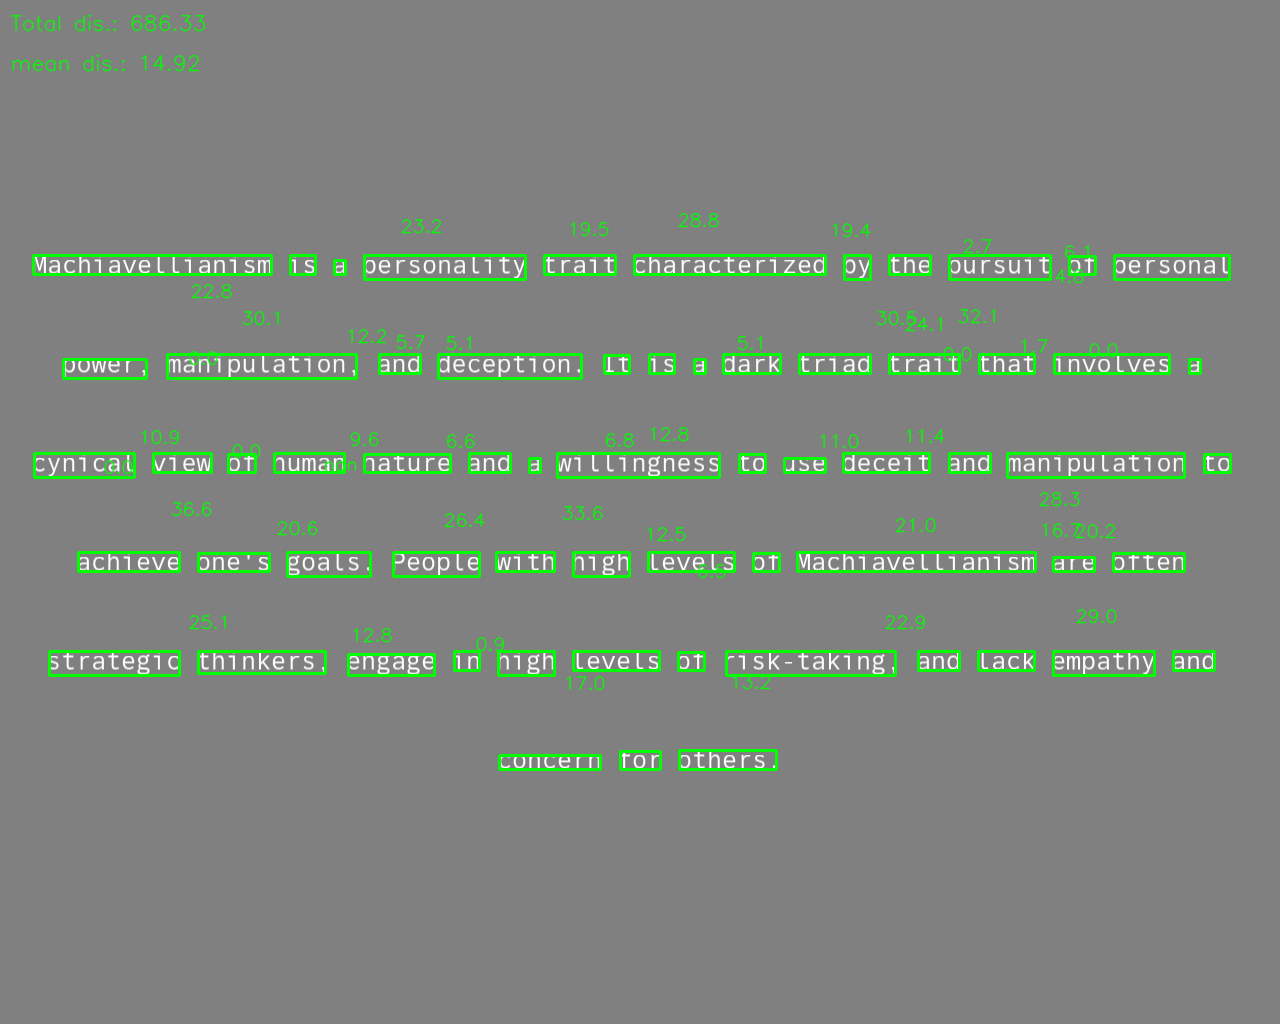 Total dis.: 686.33
mean dis.: 14.92
23.2 19.5 28.8 19.4 2.7 6.1
Machiavellianism is a personality trait characterized by the pursuit of personal
22.8 4.8
30.1 12.2 5.7 5.1 5.1 30.5 24.1 32.1 1.7 0.0 0.0
power, manipulation, and deception. It is a dark triad trait that involves a
0.0
10.9 0.0 9.6 6.6 6.8 12.8 11.0 11.4
cynical view of human nature and a willingness to use deceit and manipulation to
0.0 nan
36.6 20.6 26.4 33.6 12.5 21.0 28.3 16.7 20.2
achieve one's goals. People with high levels of Machiavellianism are often
25.1 12.8 0.9 22.9 29.0
strategic thinkers, engage in high levels of risk-taking, and lack empathy and
17.0 13.2
concern for others.